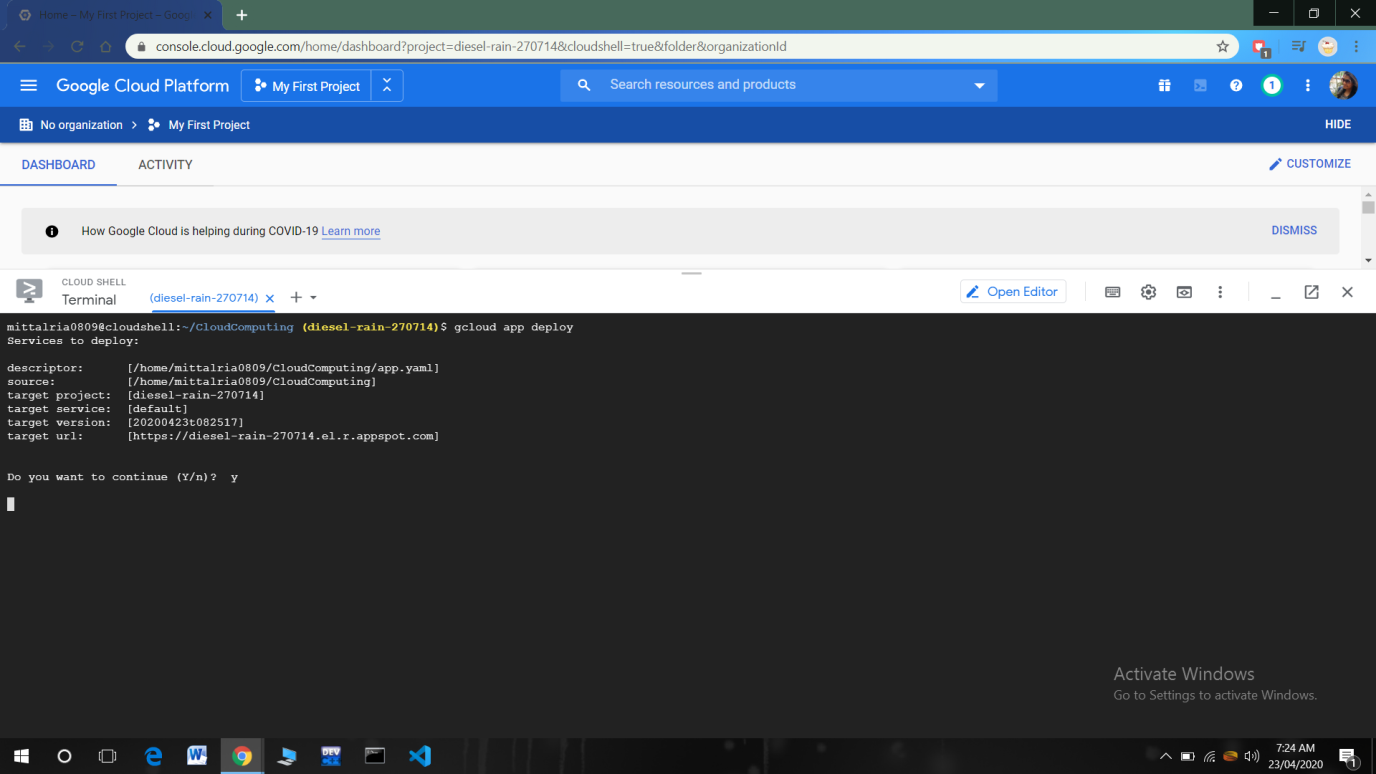 Home – My First Project – Goog
console.cloud.google.com/home/dashboard?project=diesel-rain-270714&cloudshell=true&folder&organizationId
1
Google Cloud Platform
My First Project
Search resources and products
1
No organization
My First Project
HIDE
DASHBOARD
ACTIVITY
CUSTOMIZE
How Google Cloud is helping during COVID-19 Learn more
DISMISS
CLOUD SHELL
Terminal
(diesel-rain-270714)
Open Editor
mittalria0809@cloudshell:~/CloudComputing (diesel-rain-270714)$ gcloud app deploy
Services to deploy:
descriptor: [/home/mittalria0809/CloudComputing/app.yaml]
source: [/home/mittalria0809/CloudComputing]
target project: [diesel-rain-270714]
target service: [default]
target version: [20200423t082517]
target url: [https://diesel-rain-270714.el.r.appspot.com]
Do you want to continue (Y/n)? y
Activate Windows
Go to Settings to activate Windows.
DEV
7:24 AM
23/04/2020
1